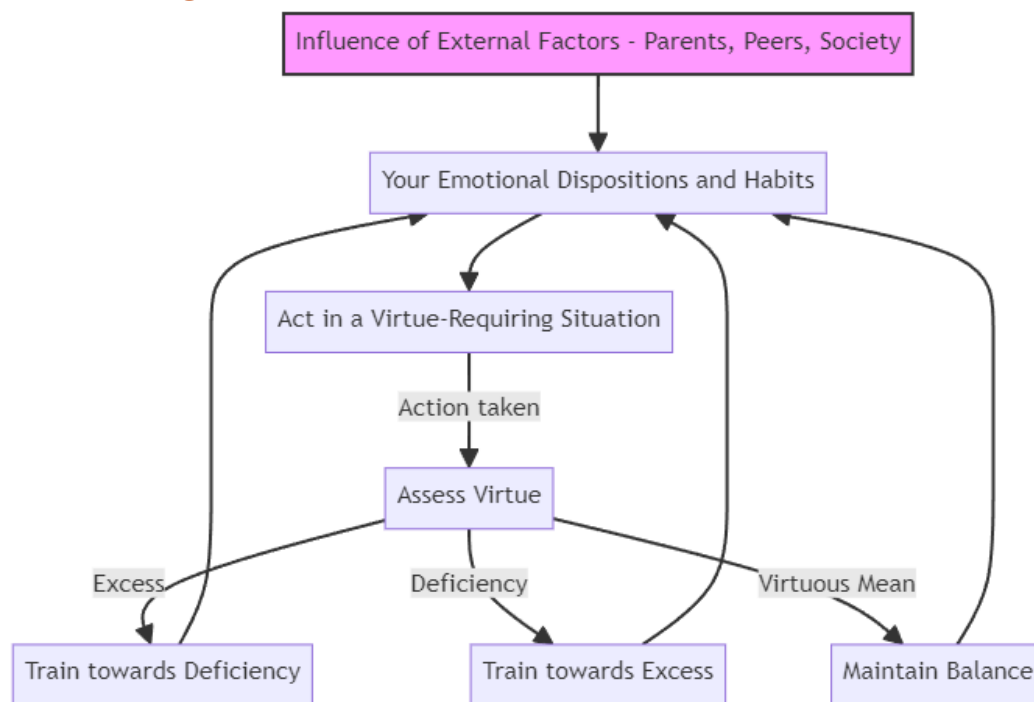 Influence of External Factors - Parents, Peers, Society
Your Emotional Dispositions and Habits
Act in a Virtue-Requiring Situation
Action taken
Assess Virtue
Excess
Deficiency
Virtuous Mean
Train towards Deficiency
Train towards Excess
Maintain Balance